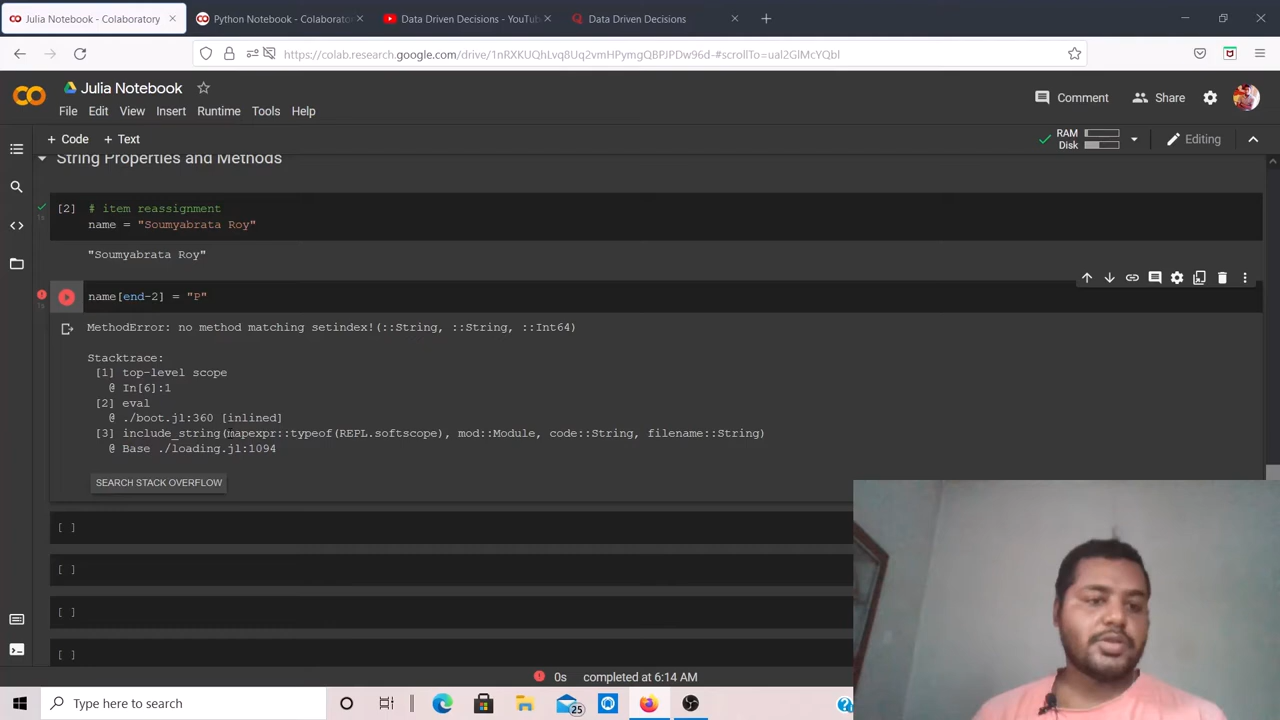 Julia Notebook - Colaboratory
Python Notebook - Colaborato
Data Driven Decisions - YouTub
Data Driven Decisions
https://colab.research.google.com/drive/1nRXKUQhLvq8Uq2vmHPymgQBPJPDw96d-#scrollTo=ual2GlMcYQbl
Julia Notebook
Comment
Share
File Edit View Insert Runtime Tools Help
+ Code + Text
RAM
Disk
Editing
String Properties and Methods
[2] # item reassignment
name = "Soumyabrata Roy"
"Soumyabrata Roy"
name[end-2] = "P"
MethodError: no method matching setindex!(::String, ::String, ::Int64)
Stacktrace:
[1] top-level scope
@ In[6]:1
[2] eval
@ ./boot.jl:360 [inlined]
[3] include_string(mapexpr::typeof(REPL.softscope), mod::Module, code::String, filename::String)
@ Base ./loading.jl:1094
SEARCH STACK OVERFLOW
[ ]
[ ]
[ ]
[ ]
0s completed at 6:14 AM
Type here to search
25